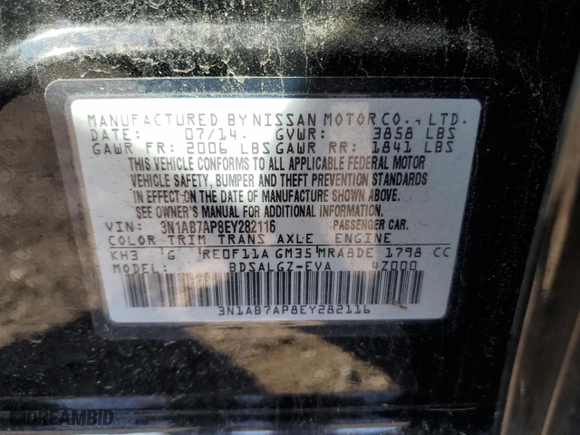 MANUFACTURED BY NISSAN MOTOR CO., LTD.
DATE: 07/14. GVWR: 3858 LBS
GAWR FR: 2006 LBS GAWR RR: 1841 LBS
THIS VEHICLE CONFORMS TO ALL APPLICABLE FEDERAL MOTOR
VEHICLE SAFETY, BUMPER AND THEFT PREVENTION STANDARDS
IN EFFECT ON THE DATE OF MANUFACTURE SHOWN ABOVE.
SEE OWNER'S MANUAL FOR ADDITIONAL INFORMATION.
VIN: 3N1AB7AP8EY282116 PASSENGER CAR.
COLOR TRIM TRANS AXLE ENGINE
KH3 G RE0F11A GM35 MRA8DE 1798 CC
MODEL: BDSALGZ-EVA 4Z000
3N1AB7AP8EY282116
DREAMBID